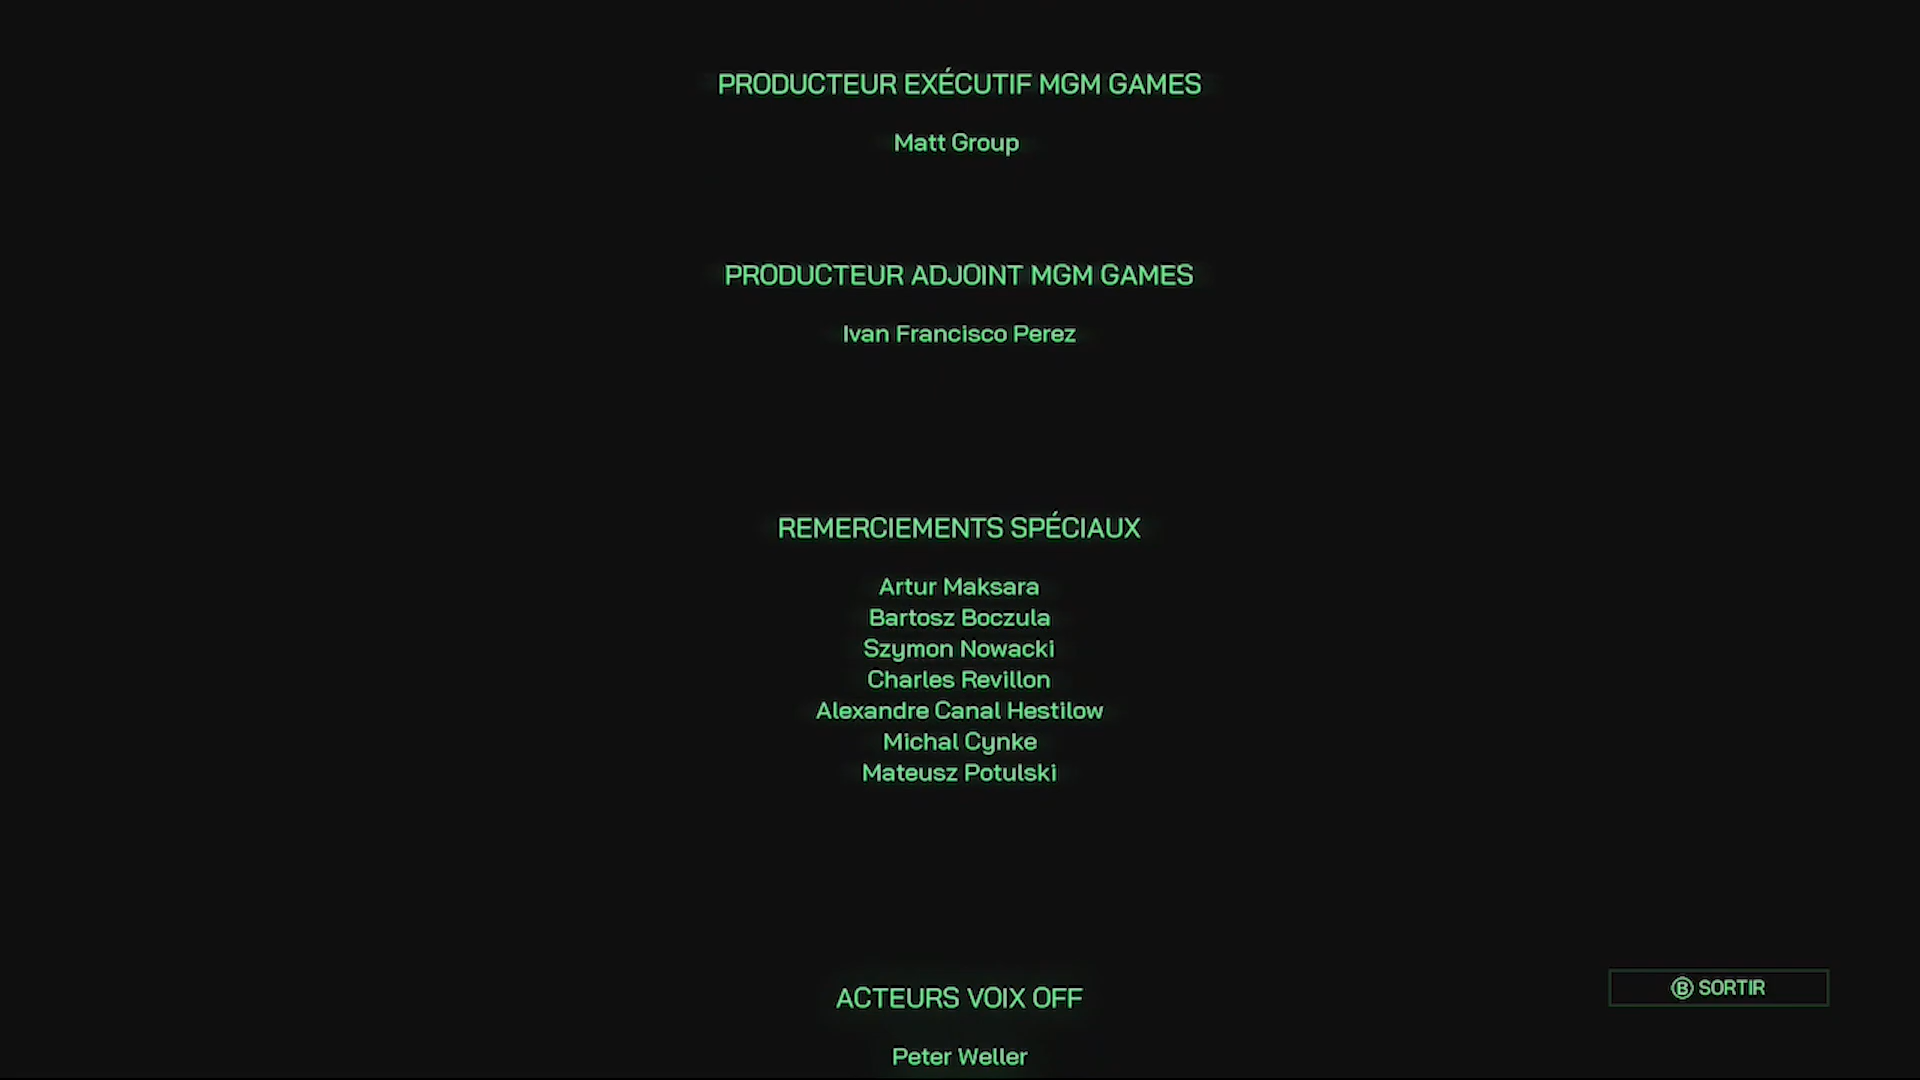 PRODUCTEUR EXÉCUTIF MGM GAMES
Matt Group
PRODUCTEUR ADJOINT MGM GAMES
Ivan Francisco Perez
REMERCIEMENTS SPÉCIAUX
Artur Maksara
Bartosz Boczula
Szymon Nowacki
Charles Revillon
Alexandre Canal Hestilow
Michal Cynke
Mateusz Potulski
ACTEURS VOIX OFF
Peter Weller
B SORTIR